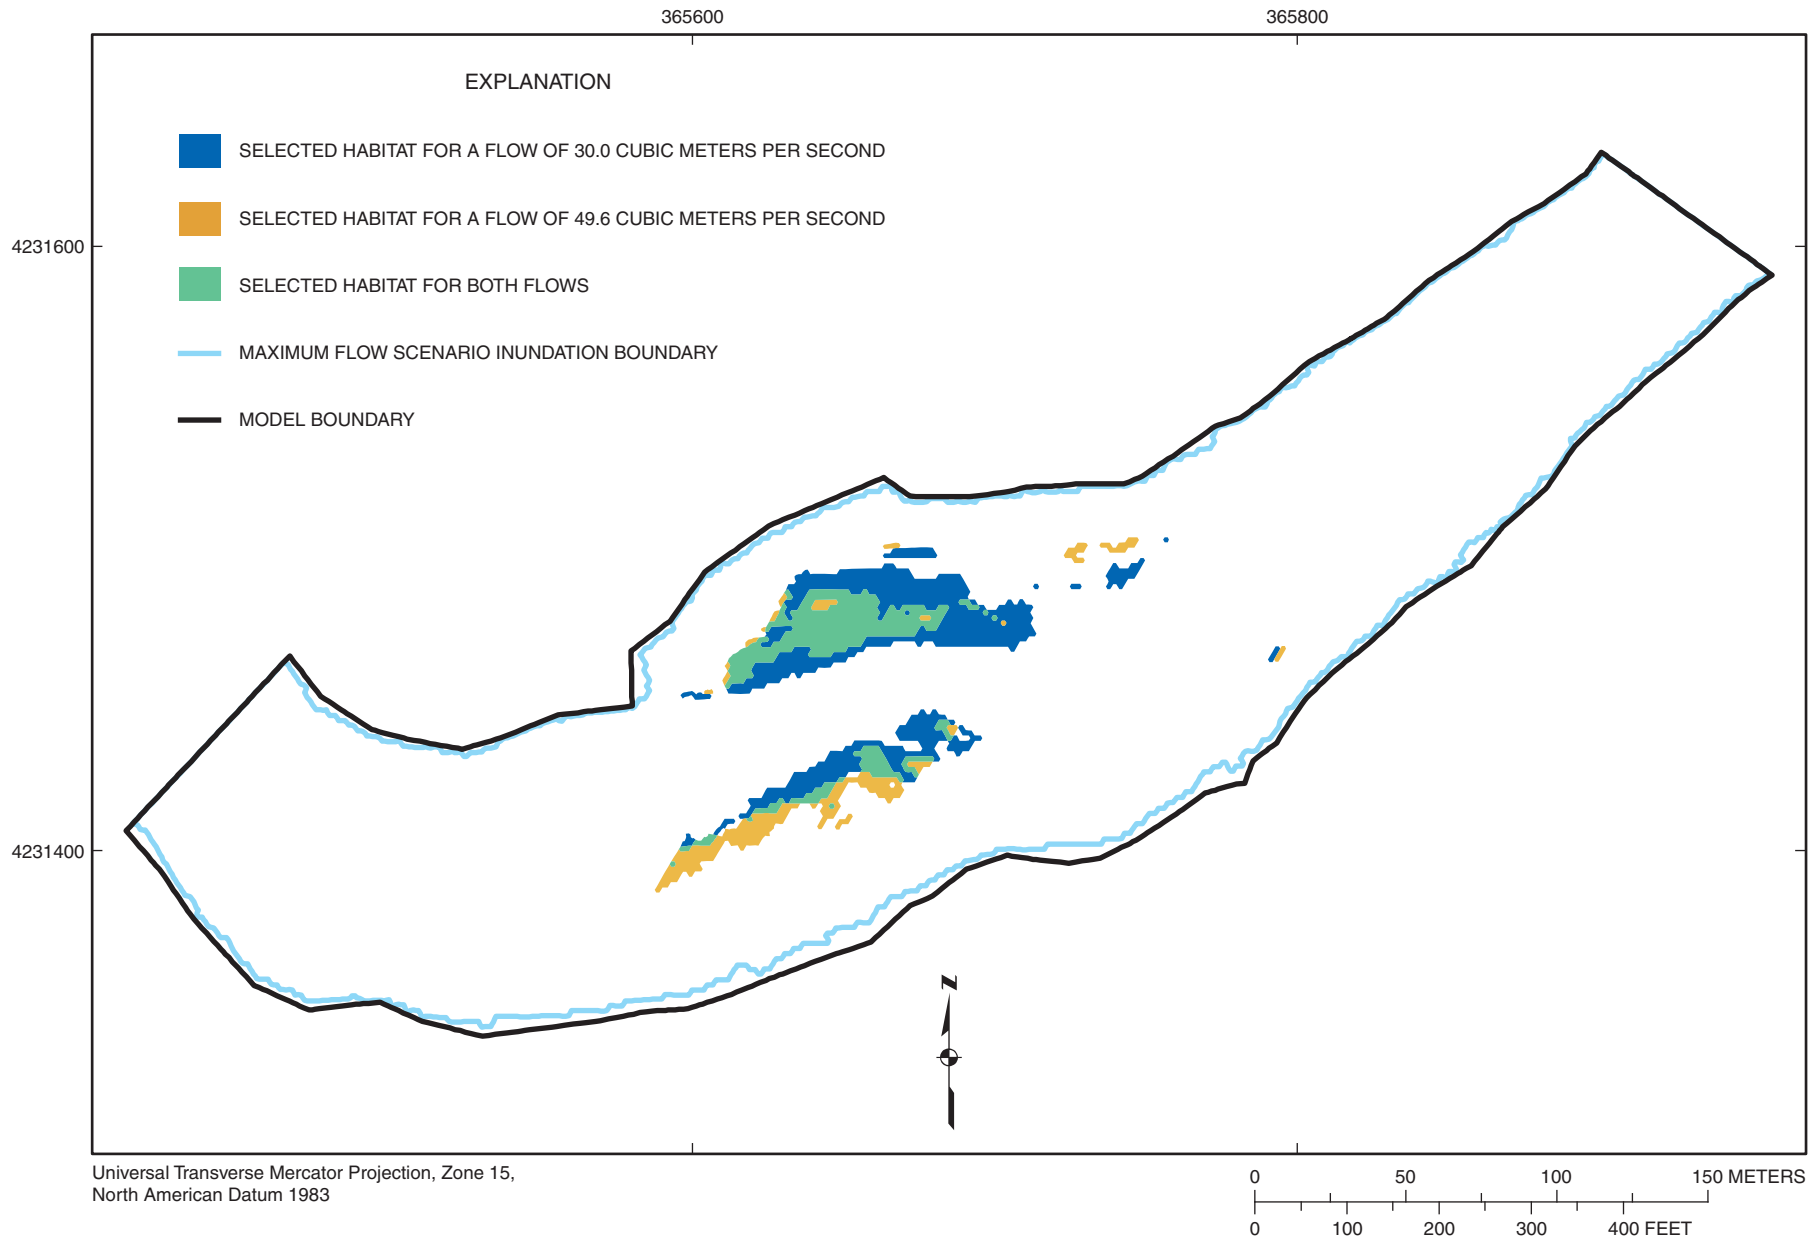 365600
365800
EXPLANATION
SELECTED HABITAT FOR A FLOW OF 30.0 CUBIC METERS PER SECOND
SELECTED HABITAT FOR A FLOW OF 49.6 CUBIC METERS PER SECOND
4231600
SELECTED HABITAT FOR BOTH FLOWS
MAXIMUM FLOW SCENARIO INUNDATION BOUNDARY
MODEL BOUNDARY
4231400
N
Universal Transverse Mercator Projection, Zone 15,
North American Datum 1983
0 50 100 150 METERS
0 100 200 300 400 FEET